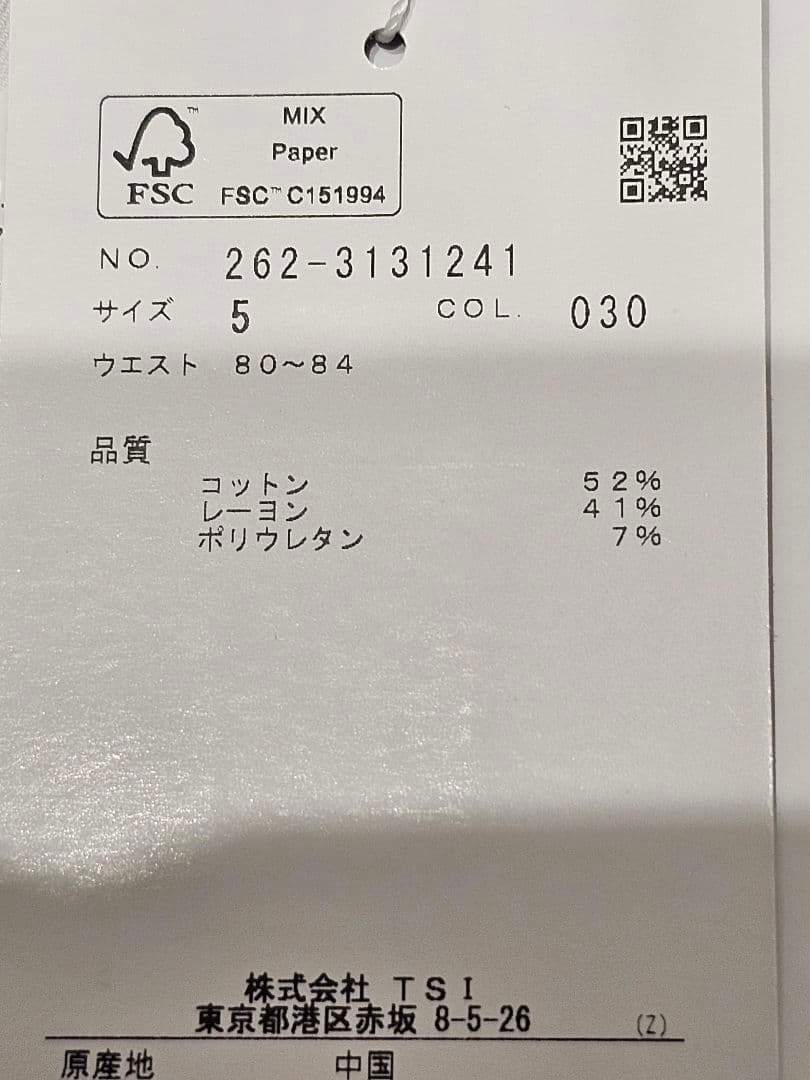 MIX
Paper
FSC™ FSC™ C151994
NO. 262-3131241
サイズ 5 COL. 030
ウエスト 80~84
品質
コットン 52%
レーヨン 41%
ポリウレタン 7%
株式会社 TSI
東京都港区赤坂 8-5-26 (Z)
原産地 中国